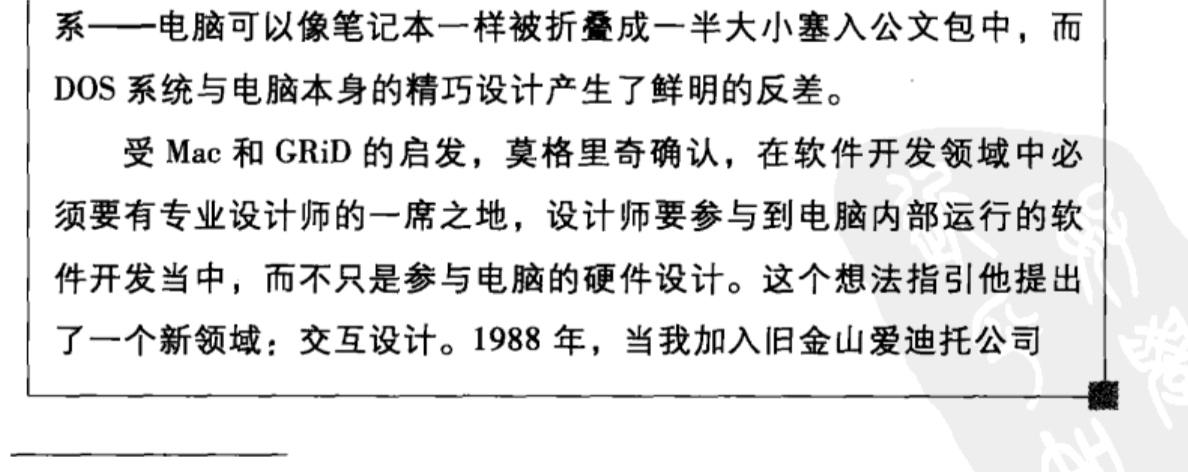 系——电脑可以像笔记本一样被折叠成一半大小塞入公文包中，而
DOS 系统与电脑本身的精巧设计产生了鲜明的反差。
受 Mac 和 GRiD 的启发，莫格里奇确认，在软件开发领域中必
须要有专业设计师的一席之地，设计师要参与到电脑内部运行的软
件开发当中，而不只是参与电脑的硬件设计。这个想法指引他提出
了一个新领域：交互设计。1988 年，当我加入旧金山爱迪托公司